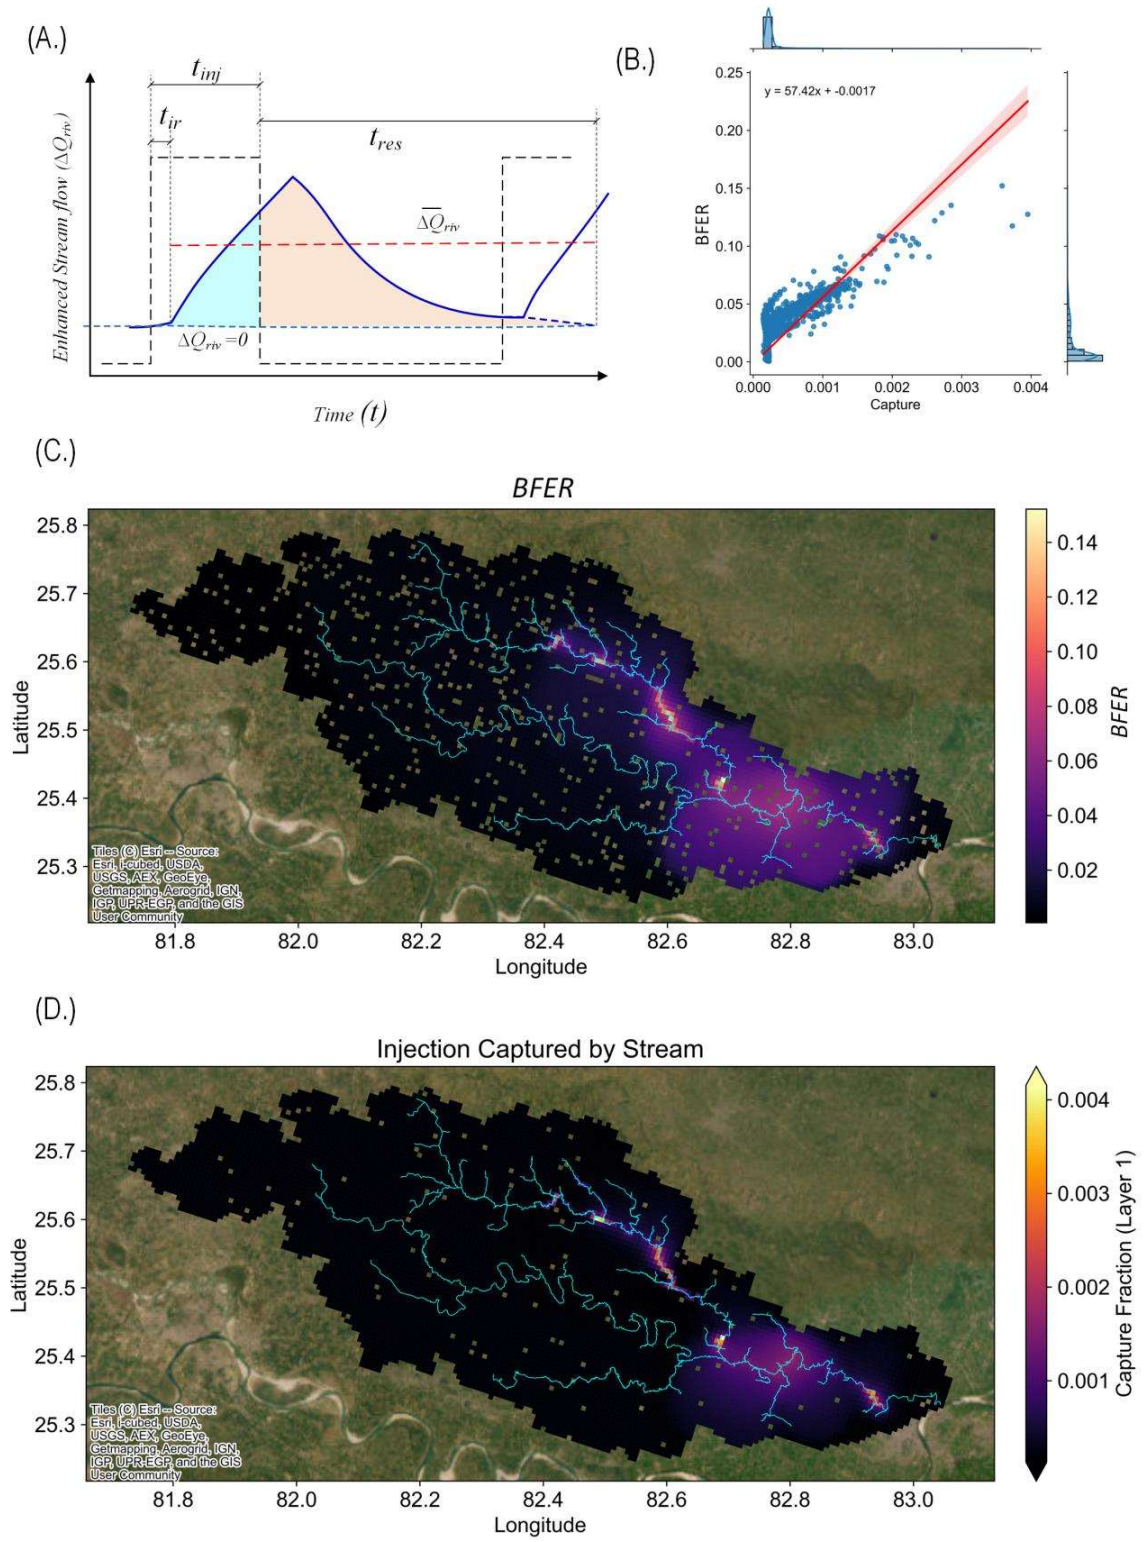 (A.)
t_inj
t_ir
t_res
Enhanced Stream flow (ΔQ_riv)
ΔQ_riv
ΔQ_riv=0
Time (t)
(B.)
y = 57.42x + -0.0017
BFER
0.25
0.20
0.15
0.10
0.05
0.00
0.000 0.001 0.002 0.003 0.004
Capture
(C.)
BFER
Latitude
25.8
25.7
25.6
25.5
25.4
25.3
Tiles (C) Esri -- Source:
Esri, i-cubed, USDA,
USGS, AEX, GeoEye,
Getmapping, Aerogrid, IGN,
IGP, UPR-EGP, and the GIS
User Community
81.8 82.0 82.2 82.4 82.6 82.8 83.0
Longitude
0.14
0.12
0.10
0.08
0.06
0.04
0.02
BFER
(D.)
Injection Captured by Stream
Latitude
25.8
25.7
25.6
25.5
25.4
25.3
Tiles (C) Esri -- Source:
Esri, i-cubed, USDA,
USGS, AEX, GeoEye,
Getmapping, Aerogrid, IGN,
IGP, UPR-EGP, and the GIS
User Community
81.8 82.0 82.2 82.4 82.6 82.8 83.0
Longitude
0.004
0.003
0.002
0.001
Capture Fraction (Layer 1)